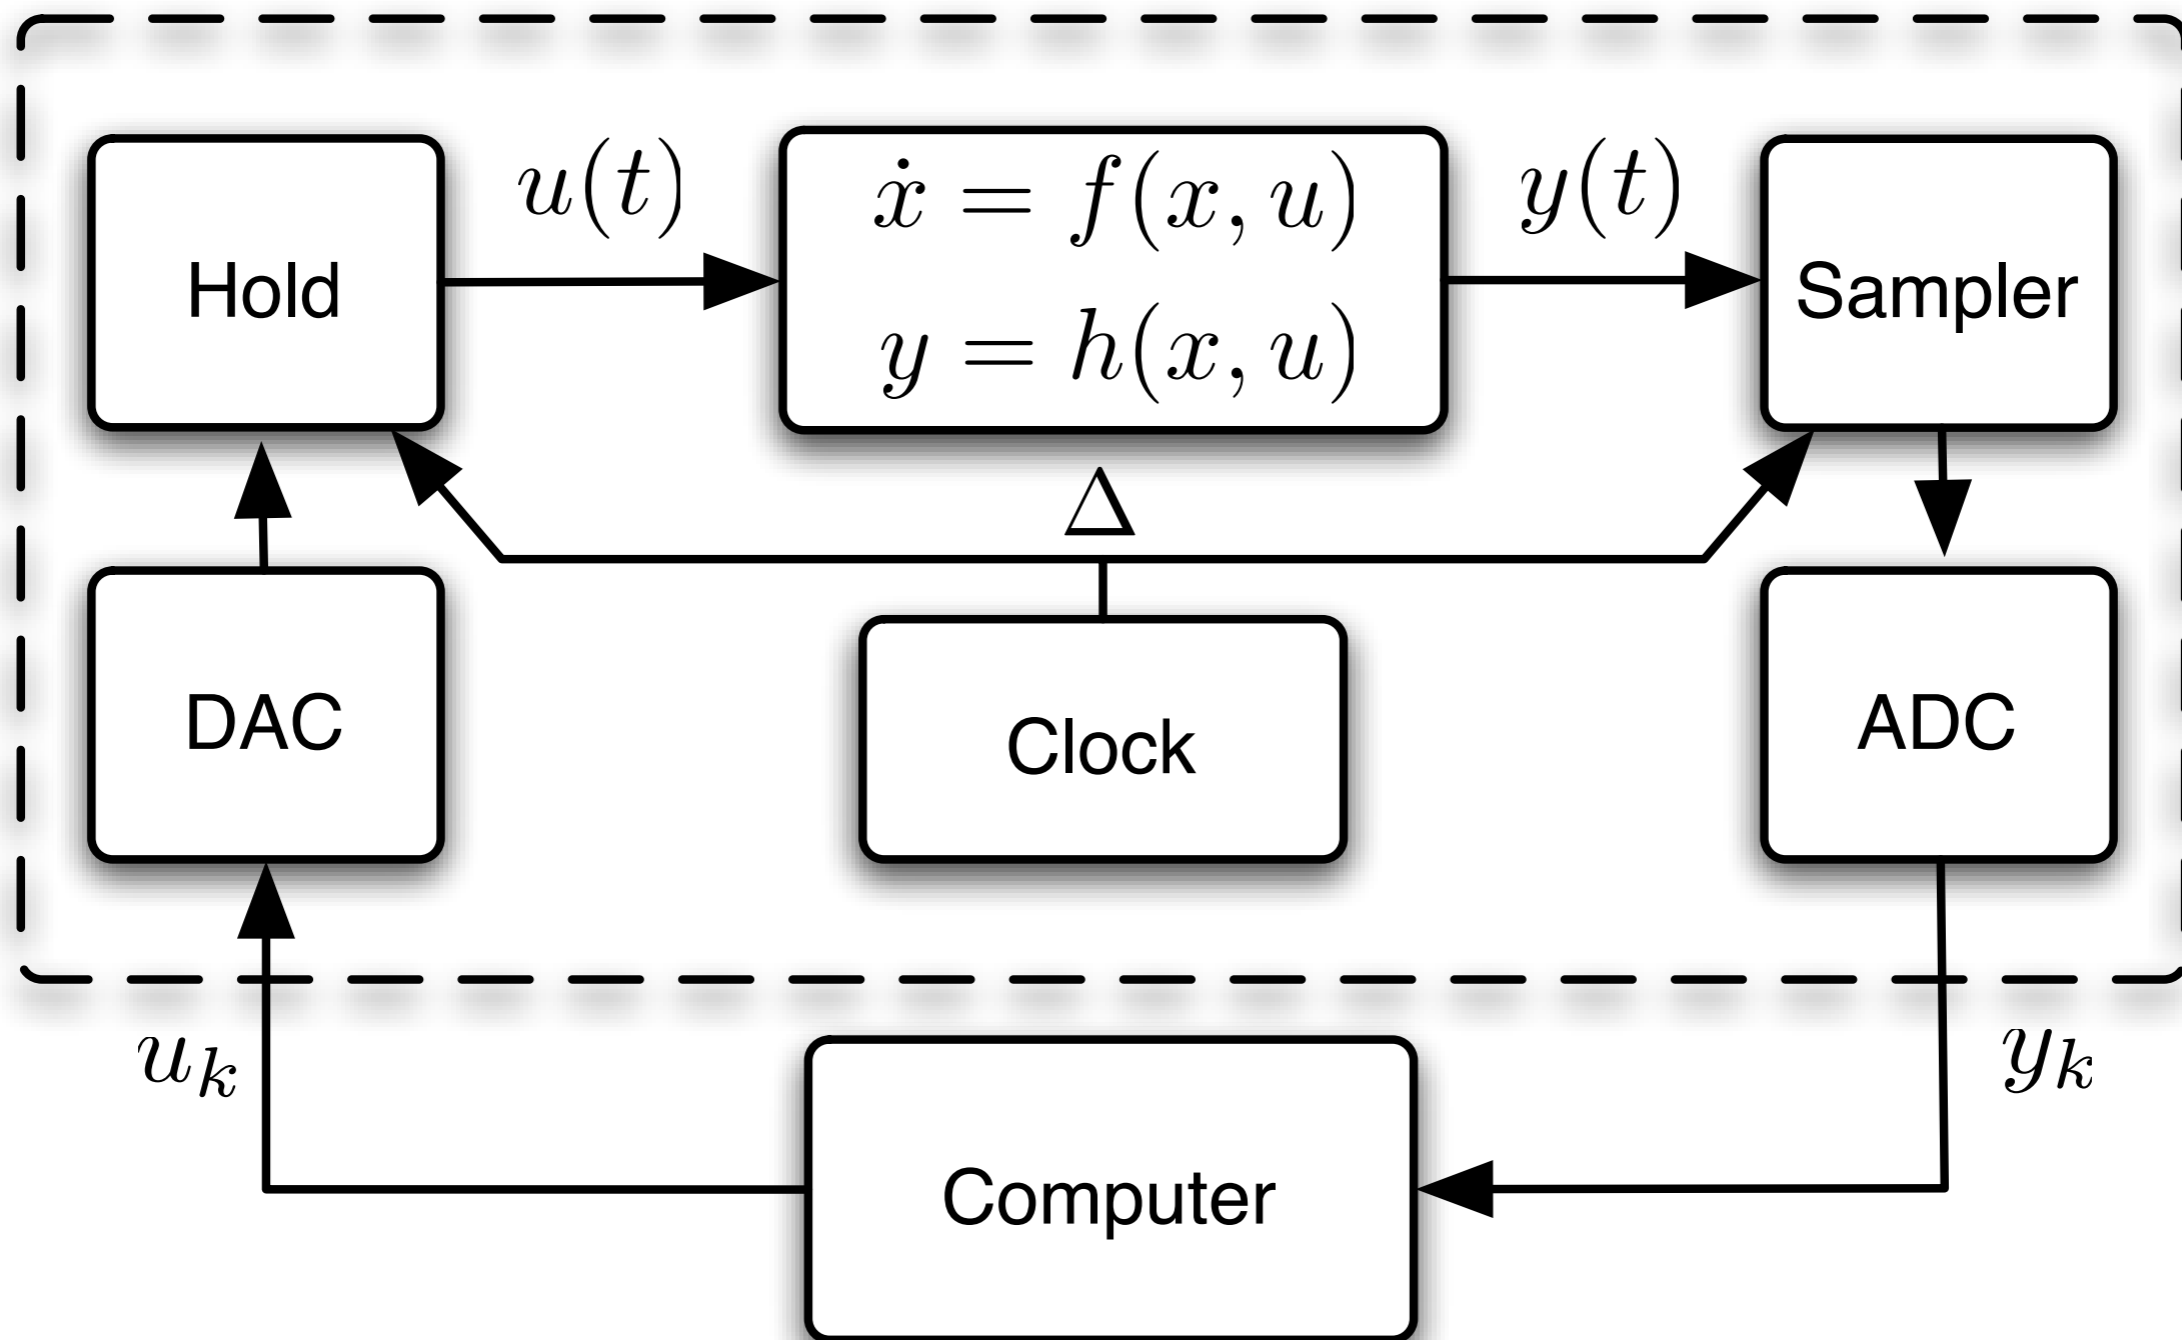 u(t)
ẋ = f(x, u)
y(t)
Hold
Sampler
y = h(x, u)
Δ
DAC
Clock
ADC
u_k
y_k
Computer